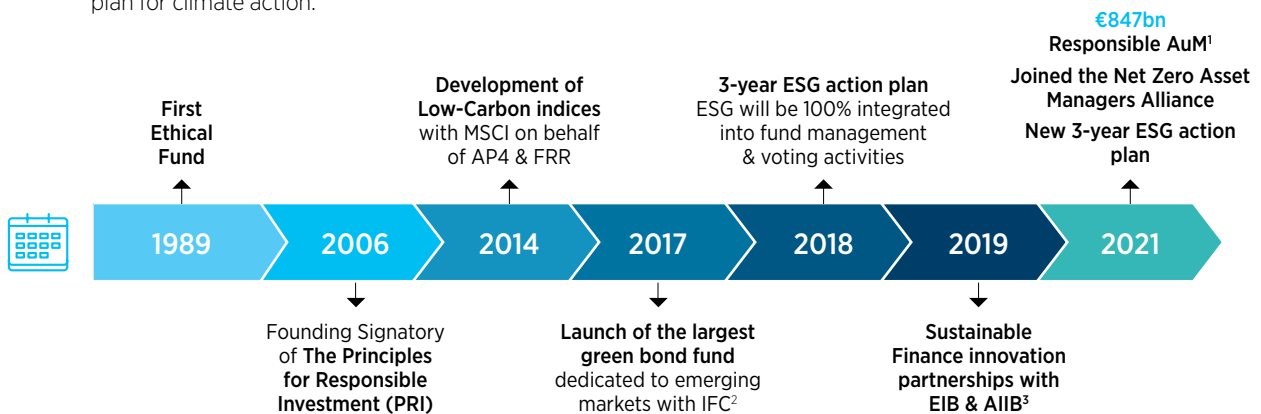 plan for climate action.
€847bn
Responsible AuM¹
Joined the Net Zero Asset
Managers Alliance
New 3-year ESG action
plan
First
Ethical
Fund
Development of
Low-Carbon indices
with MSCI on behalf
of AP4 & FRR
3-year ESG action plan
ESG will be 100% integrated
into fund management
& voting activities
1989
2006
2014
2017
2018
2019
2021
Founding Signatory
of The Principles
for Responsible
Investment (PRI)
Launch of the largest
green bond fund
dedicated to emerging
markets with IFC²
Sustainable
Finance innovation
partnerships with
EIB & AIIB³